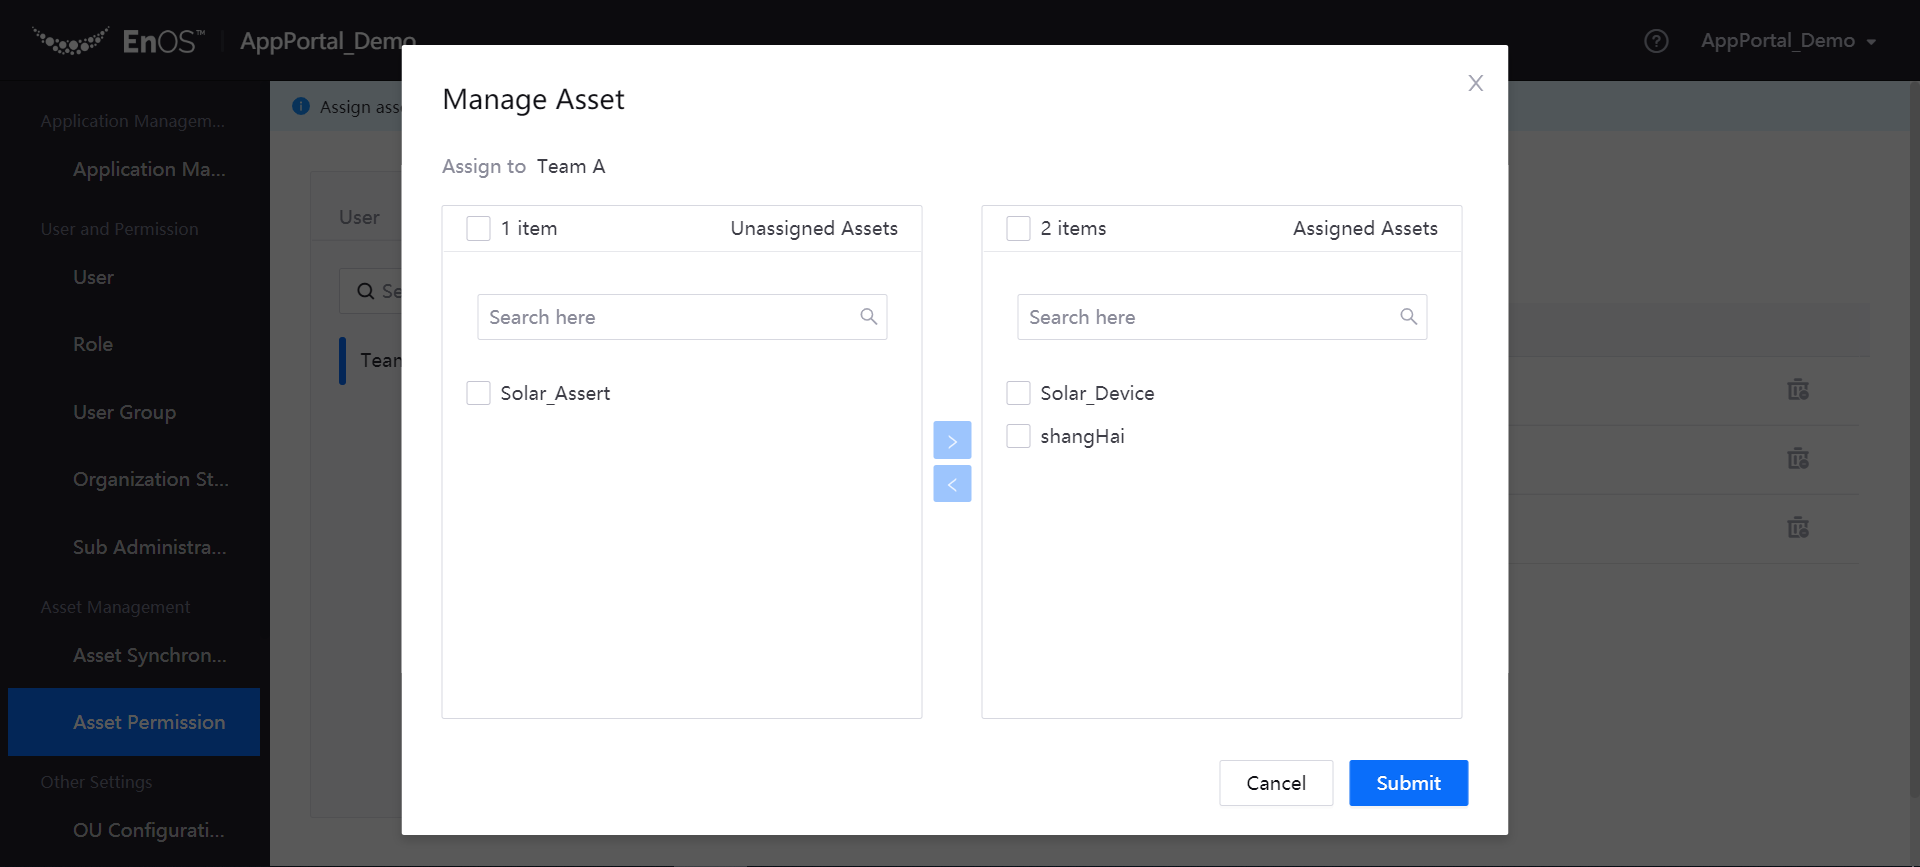 EnOS™ AppPortal_Demo
AppPortal_Demo
Application Managem...
Application Ma...
User and Permission
User
Role
User Group
Organization St...
Sub Administra...
Asset Management
Asset Synchron...
Asset Permission
Other Settings
OU Configurati...
Assign ass
User
Se
Team
Manage Asset
X
Assign to Team A
1 item Unassigned Assets
Search here
Solar_Assert
>
<
2 items Assigned Assets
Search here
Solar_Device
shangHai
Cancel Submit